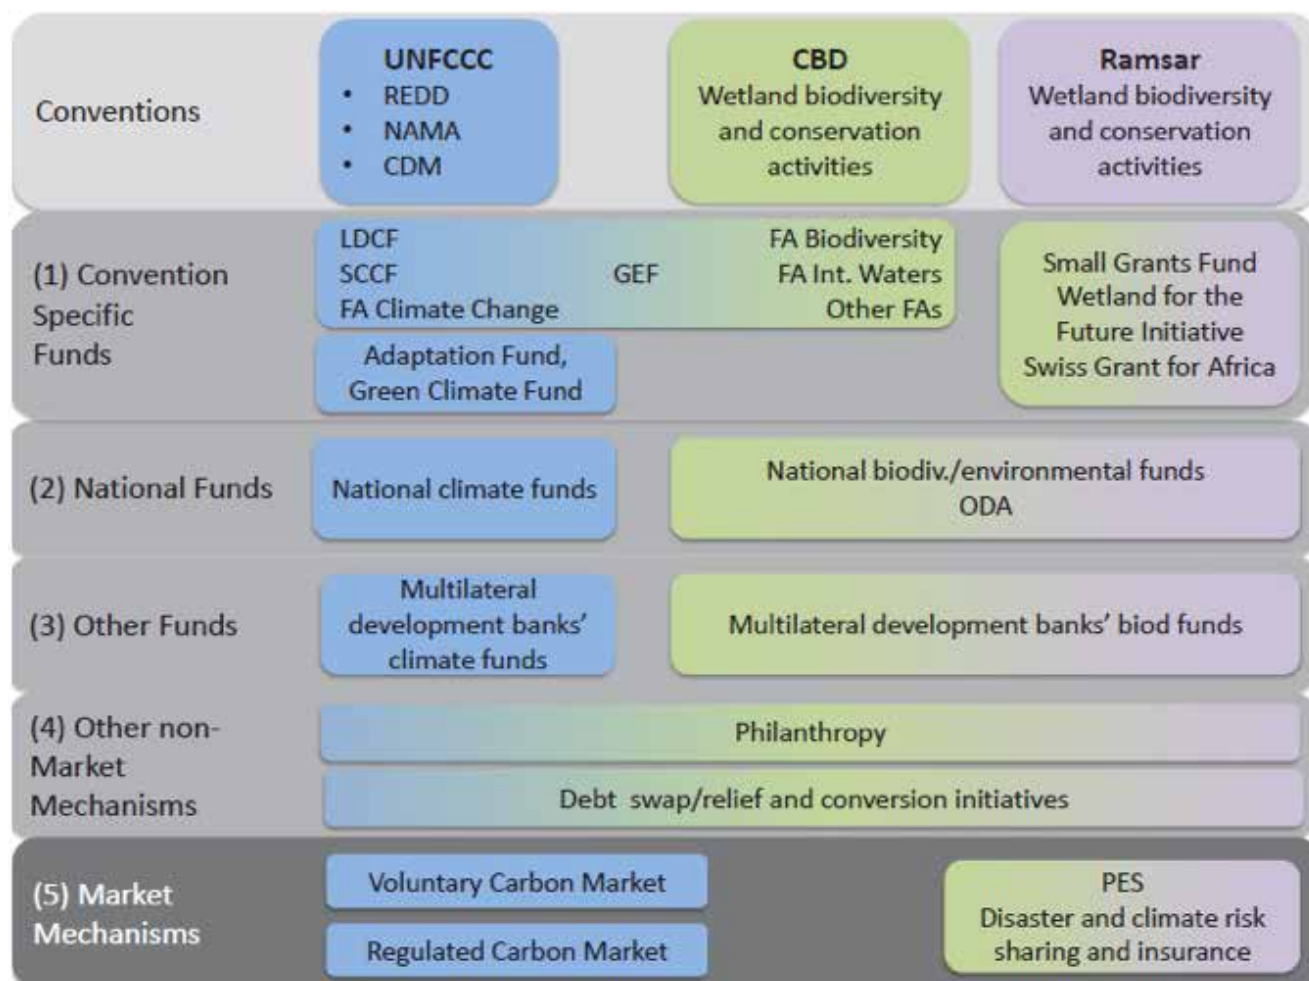 Conventions
UNFCCC
• REDD
• NAMA
• CDM
CBD
Wetland biodiversity
and conservation
activities
Ramsar
Wetland biodiversity
and conservation
activities
(1) Convention
Specific
Funds
LDCF
SCCF
FA Climate Change
GEF
FA Biodiversity
FA Int. Waters
Other FAs
Adaptation Fund,
Green Climate Fund
Small Grants Fund
Wetland for the
Future Initiative
Swiss Grant for Africa
(2) National Funds
National climate funds
National biodiv./environmental funds
ODA
(3) Other Funds
Multilateral
development banks’
climate funds
Multilateral development banks’ biod funds
(4) Other non-
Market
Mechanisms
Philanthropy
Debt swap/relief and conversion initiatives
(5) Market
Mechanisms
Voluntary Carbon Market
Regulated Carbon Market
PES
Disaster and climate risk
sharing and insurance